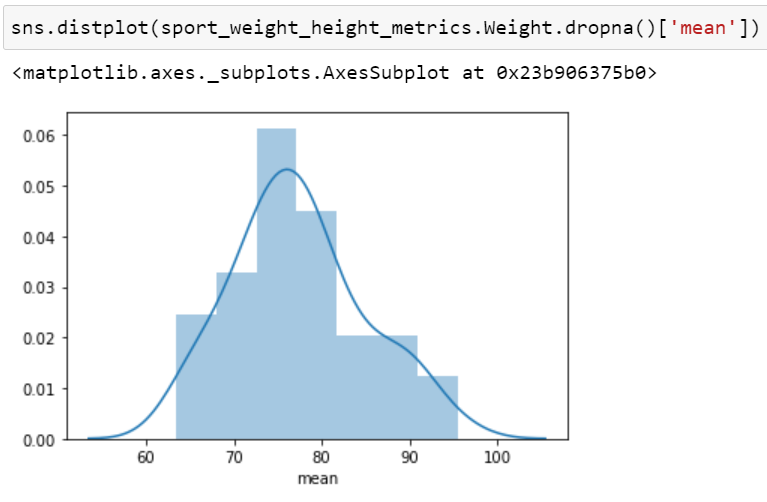 sns.distplot(sport_weight_height_metrics.Weight.dropna()['mean'])
<matplotlib.axes._subplots.AxesSubplot at 0x23b906375b0>
0.06
0.05
0.04
0.03
0.02
0.01
0.00
60 70 80 90 100
mean